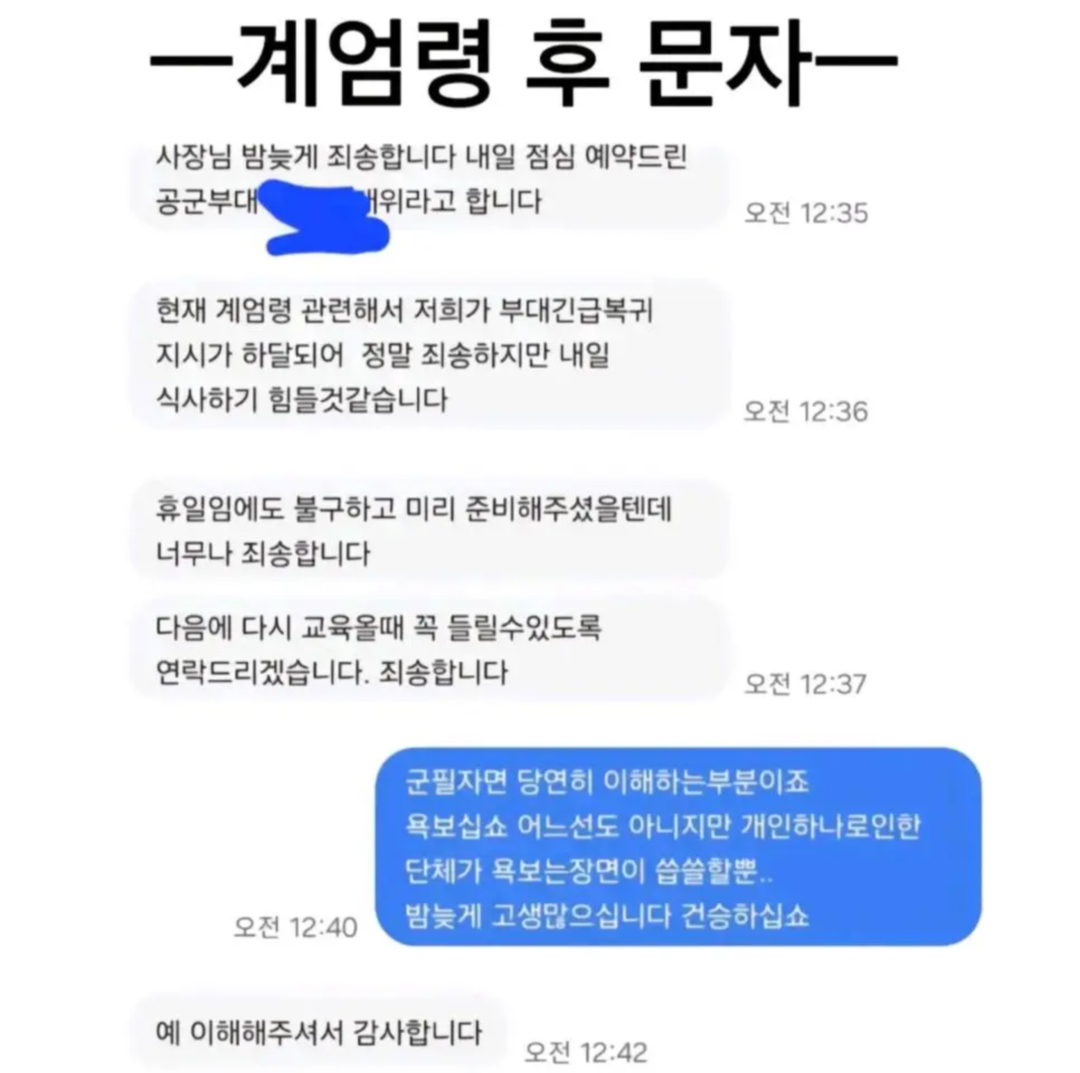 ㅡ계엄령 후 문자ㅡ
사장님 밤늦게 죄송합니다 내일 점심 예약드린
공군부대 대위라고 합니다
오전 12:35
현재 계엄령 관련해서 저희가 부대긴급복귀
지시가 하달되어 정말 죄송하지만 내일
식사하기 힘들것같습니다
오전 12:36
휴일임에도 불구하고 미리 준비해주셨을텐데
너무나 죄송합니다
다음에 다시 교육올때 꼭 들릴수있도록
연락드리겠습니다. 죄송합니다
오전 12:37
군필자면 당연히 이해하는부분이죠
욕보십쇼 어느선도 아니지만 개인하나로인한
단체가 욕보는장면이 씁쓸할뿐..
밤늦게 고생많으십니다 건승하십쇼
오전 12:40
예 이해해주셔서 감사합니다
오전 12:42